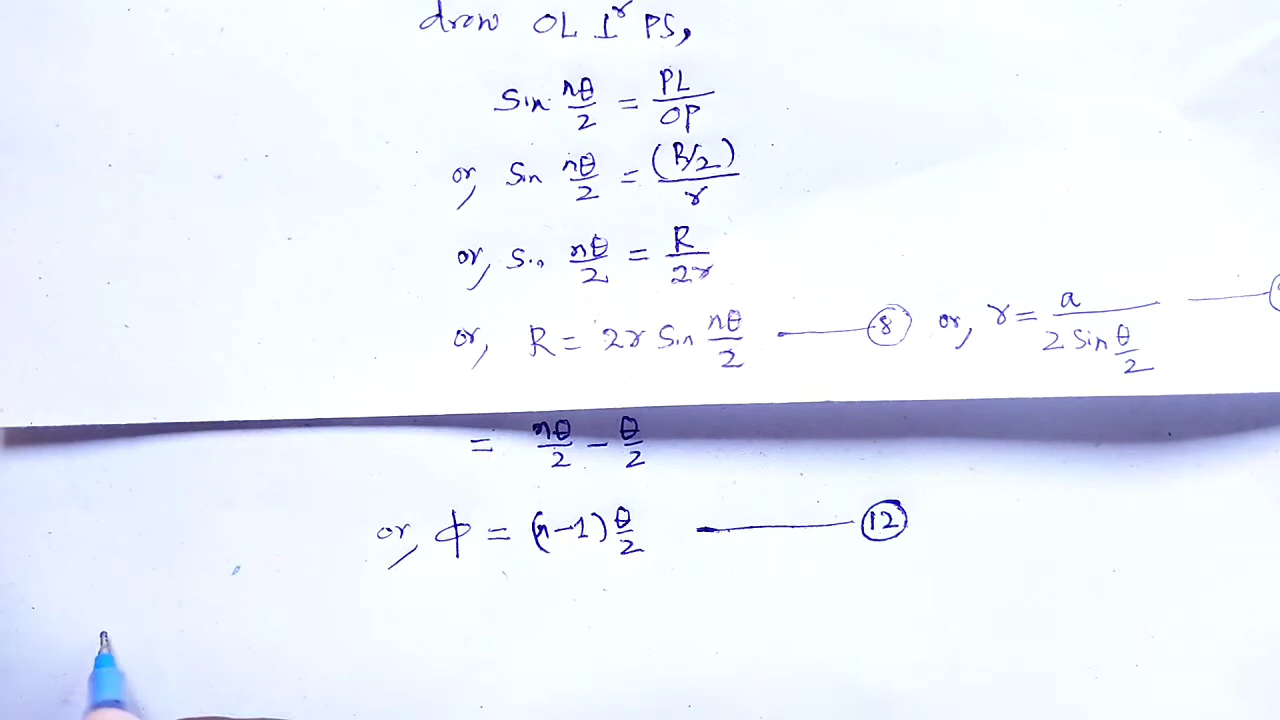 draw OL ⊥ʳ PS,
Sin nθ/2 = PL/OP
or, Sin nθ/2 = (R/2)/r
or, Sin nθ/2 = R/2r
or, R = 2r Sin nθ/2 —— (8) or, r = a/(2 Sin θ/2) ——
= nθ/2 − θ/2
or, φ = (n−1)θ/2 —— (12)